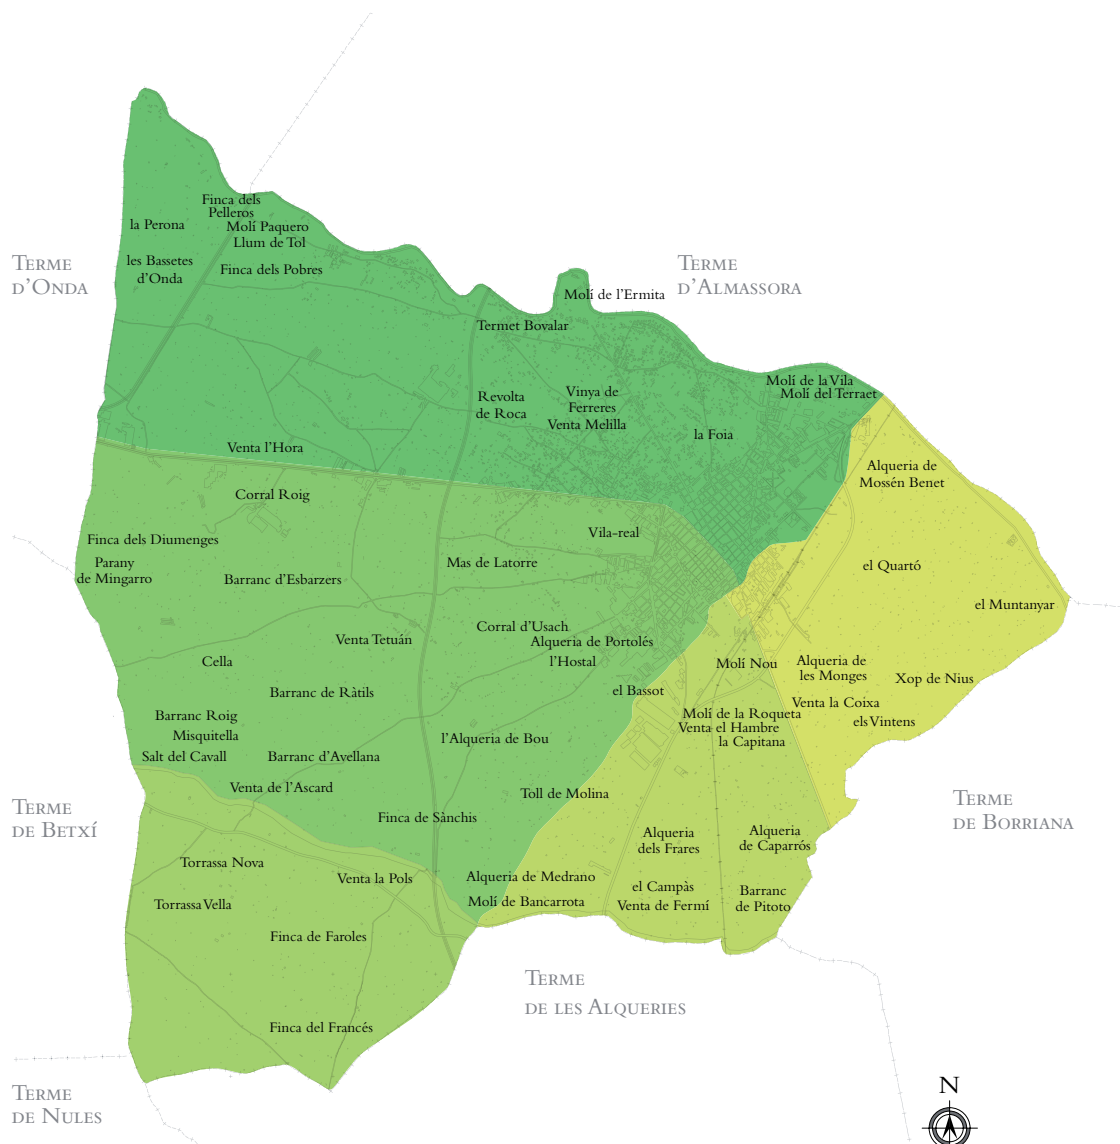 Finca dels
Pelleros
la Perona
Molí Paquero
Llum de Tol
les Bassetes
d'Onda
Finca dels Pobres
Terme
d'Onda
Terme
d'Almassora
Molí de l'Ermita
Termet Bovalar
Molí de la Vila
Molí del Terraet
Revolta
de Roca
Vinya de
Ferreres
Venta Melilla
la Foia
Venta l'Hora
Alqueria de
Mossén Benet
Corral Roig
Vila-real
Finca dels Diumenges
Parany
de Mingarro
Mas de Latorre
el Quartó
Barranc d'Esbarzers
el Muntanyar
Corral d'Usach
Venta Tetuán
Alqueria de Portolés
l'Hostal
Cella
Molí Nou
Alqueria de
les Monges
Xop de Nius
Barranc de Ràtils
el Bassot
Venta la Coixa
els Vintens
Barranc Roig
Molí de la Roqueta
Venta el Hambre
la Capitana
Misquitella
l'Alqueria de Bou
Salt del Cavall
Barranc d'Avellana
Venta de l'Ascard
Toll de Molina
Terme
de Betxí
Terme
de Borriana
Finca de Sànchis
Alqueria
dels Frares
Alqueria
de Caparrós
Torrassa Nova
Venta la Pols
Alqueria de Medrano
el Campàs
Barranc
de Pitoto
Torrassa Vella
Molí de Bancarrota
Venta de Fermí
Finca de Faroles
Terme
de les Alqueries
Finca del Francés
Terme
de Nules
N